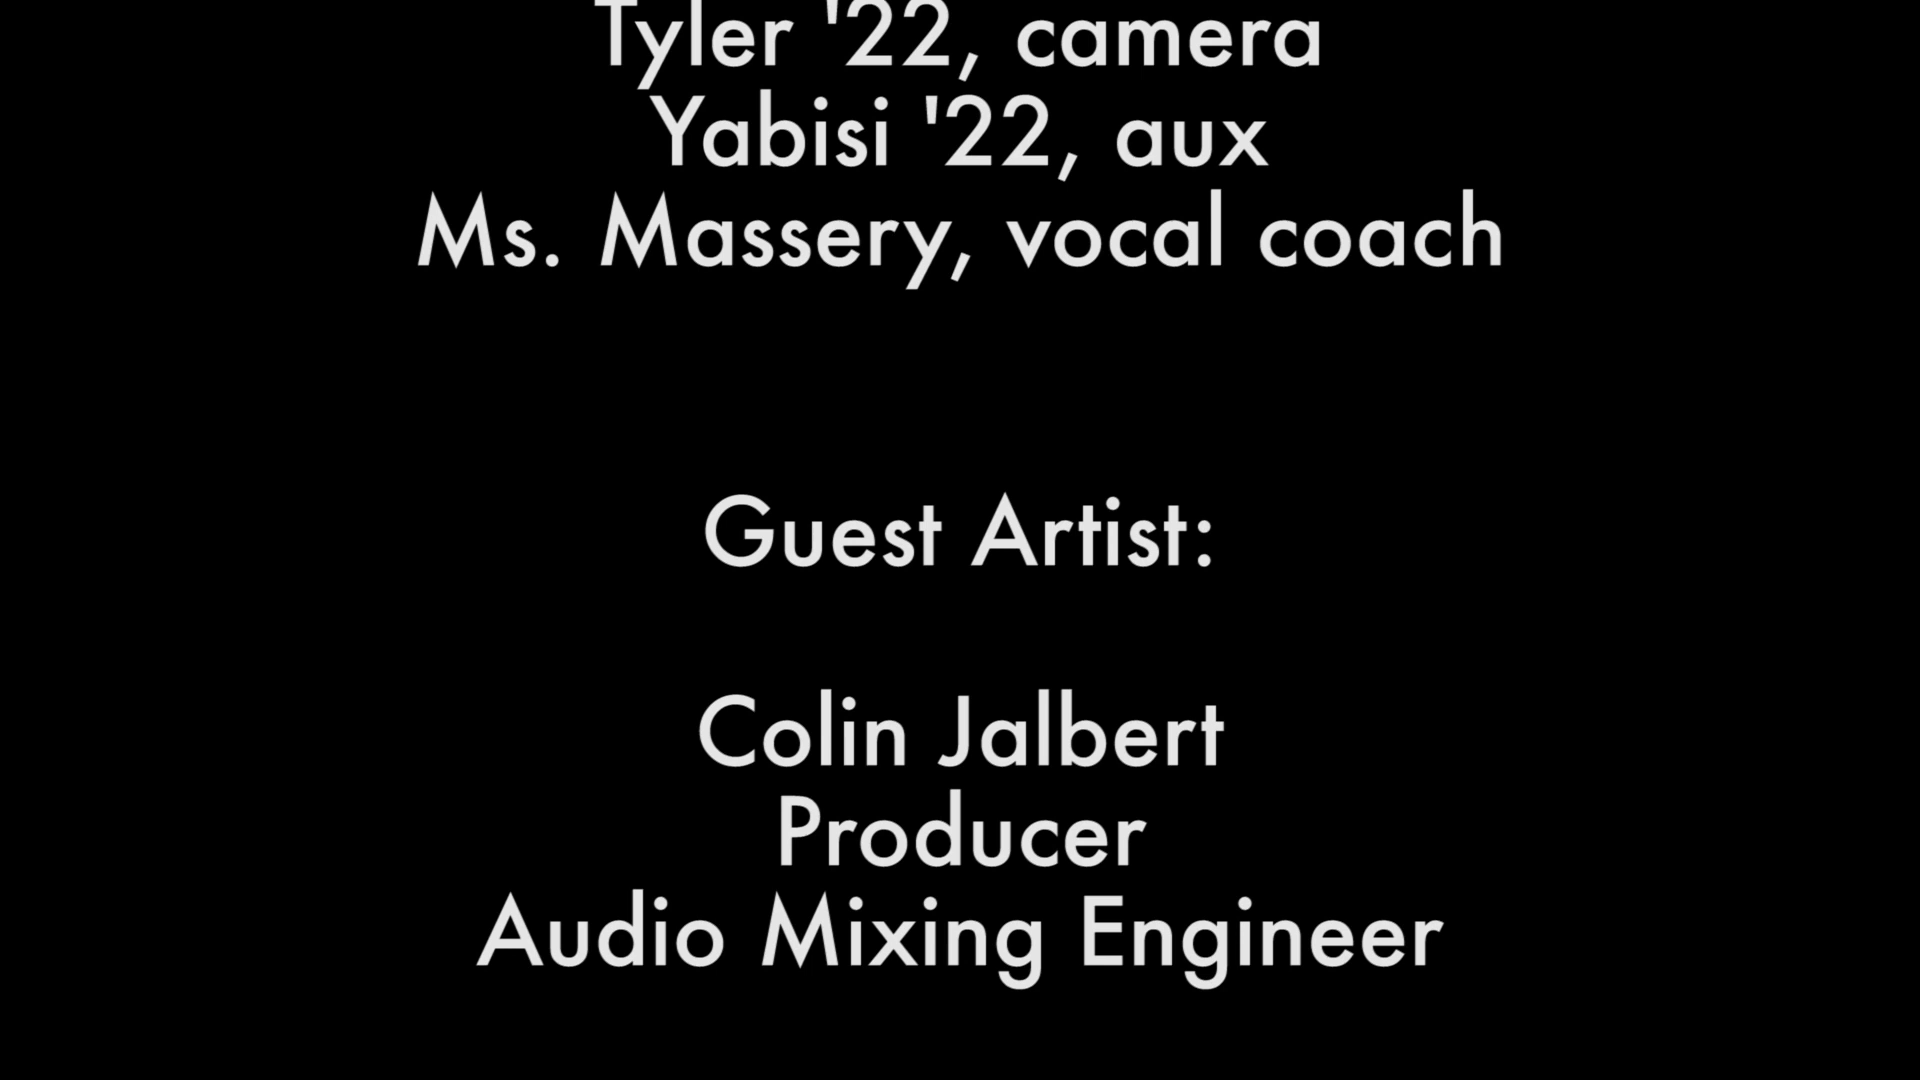 Tyler '22, camera
Yabisi '22, aux
Ms. Massery, vocal coach
Guest Artist:
Colin Jalbert
Producer
Audio Mixing Engineer